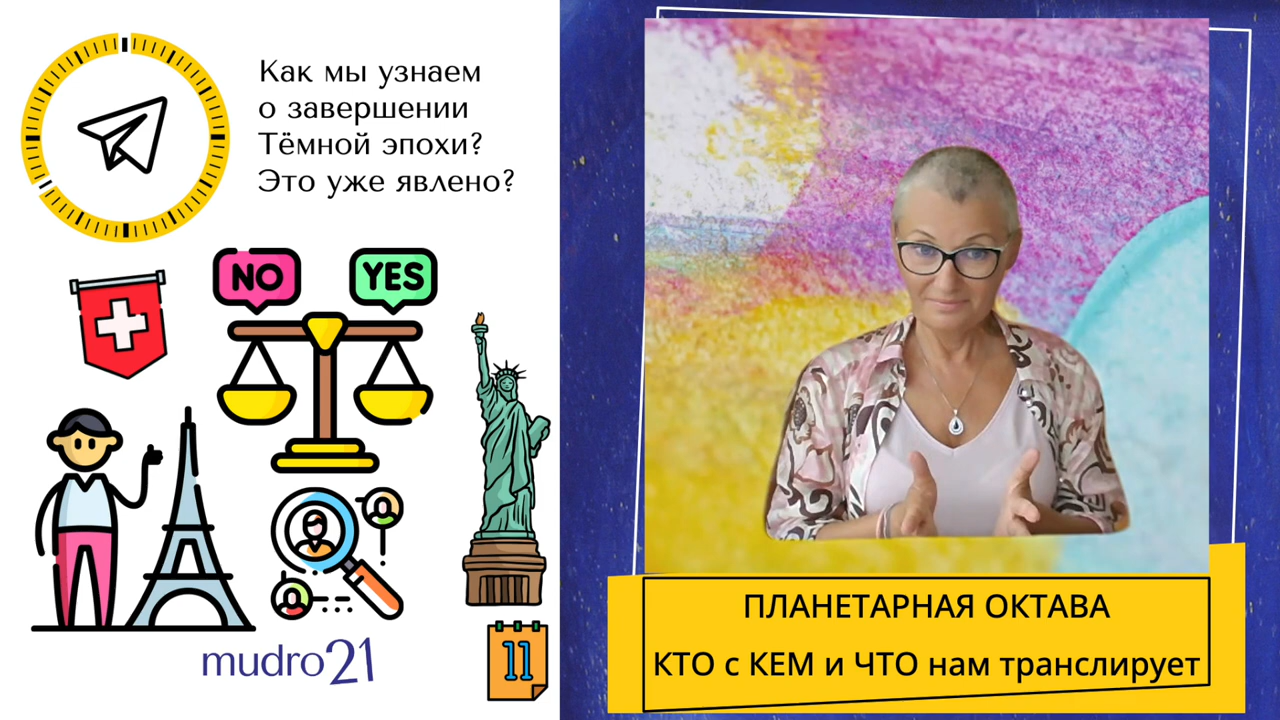 Как мы узнаем
о завершении
Тёмной эпохи?
Это уже явлено?
NO
YES
11
mudro21
ПЛАНЕТАРНАЯ ОКТАВА
КТО с КЕМ и ЧТО нам транслирует